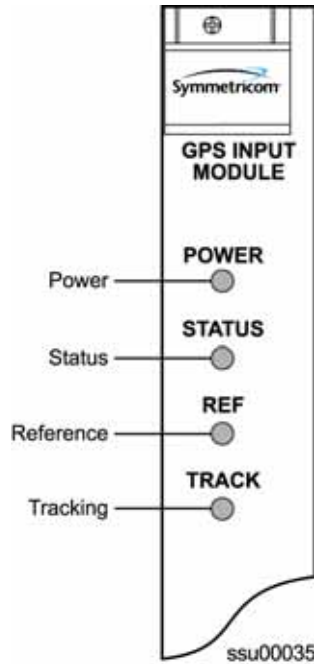 Symmetricom
GPS INPUT
MODULE
POWER
Power
STATUS
Status
REF
Reference
TRACK
Tracking
ssu00035